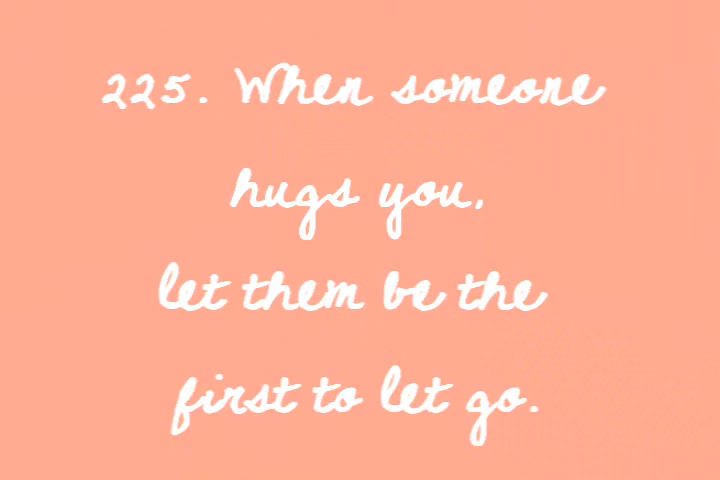 225. When someone
hugs you,
let them be the
first to let go.